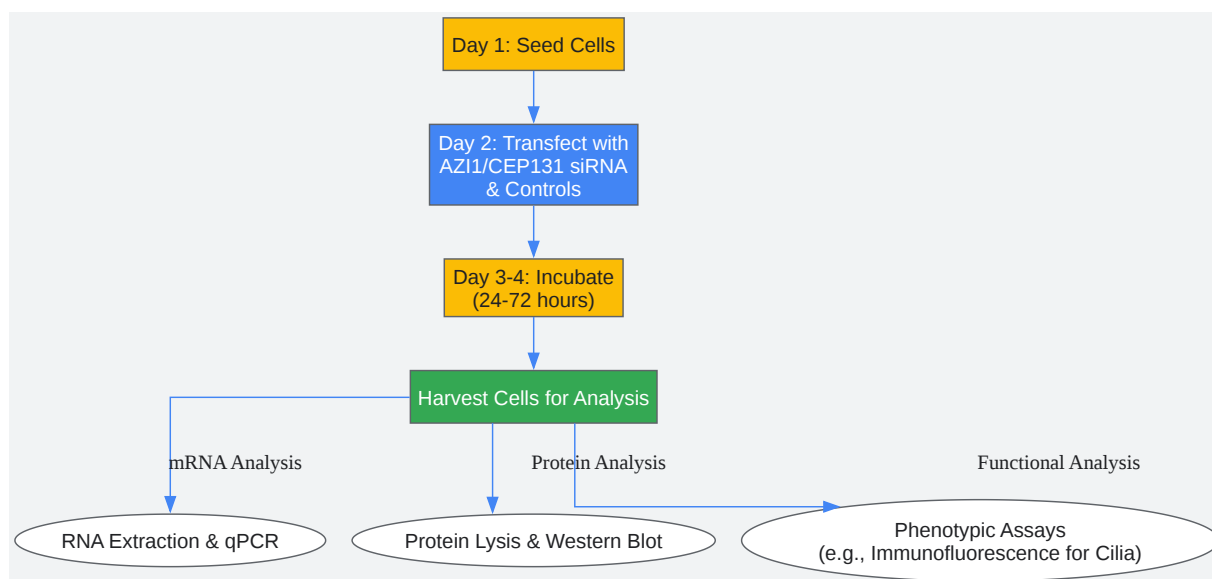 Day 1: Seed Cells
Day 2: Transfect with
AZI1/CEP131 siRNA
& Controls
Day 3-4: Incubate
(24-72 hours)
Harvest Cells for Analysis
mRNA Analysis
Protein Analysis
Functional Analysis
RNA Extraction & qPCR
Protein Lysis & Western Blot
Phenotypic Assays
(e.g., Immunofluorescence for Cilia)